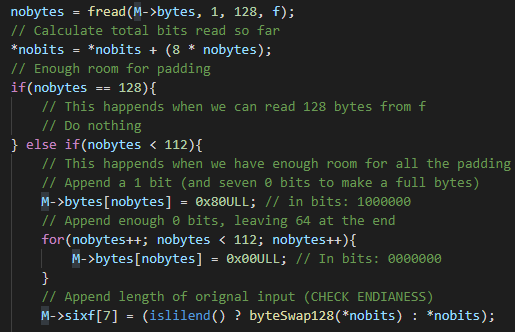 nobytes = fread(M->bytes, 1, 128, f);
// Calculate total bits read so far
*nobits = *nobits + (8 * nobytes);
// Enough room for padding
if(nobytes == 128){
// This happends when we can read 128 bytes from f
// Do nothing
} else if(nobytes < 112){
// This happends when we have enough room for all the padding
// Append a 1 bit (and seven 0 bits to make a full bytes)
M->bytes[nobytes] = 0x80ULL; // in bits: 1000000
// Append enough 0 bits, leaving 64 at the end
for(nobytes++; nobytes < 112; nobytes++){
M->bytes[nobytes] = 0x00ULL; // In bits: 0000000
}
// Append length of orignal input (CHECK ENDIANESS)
M->sixf[7] = (islilend() ? byteSwap128(*nobits) : *nobits);